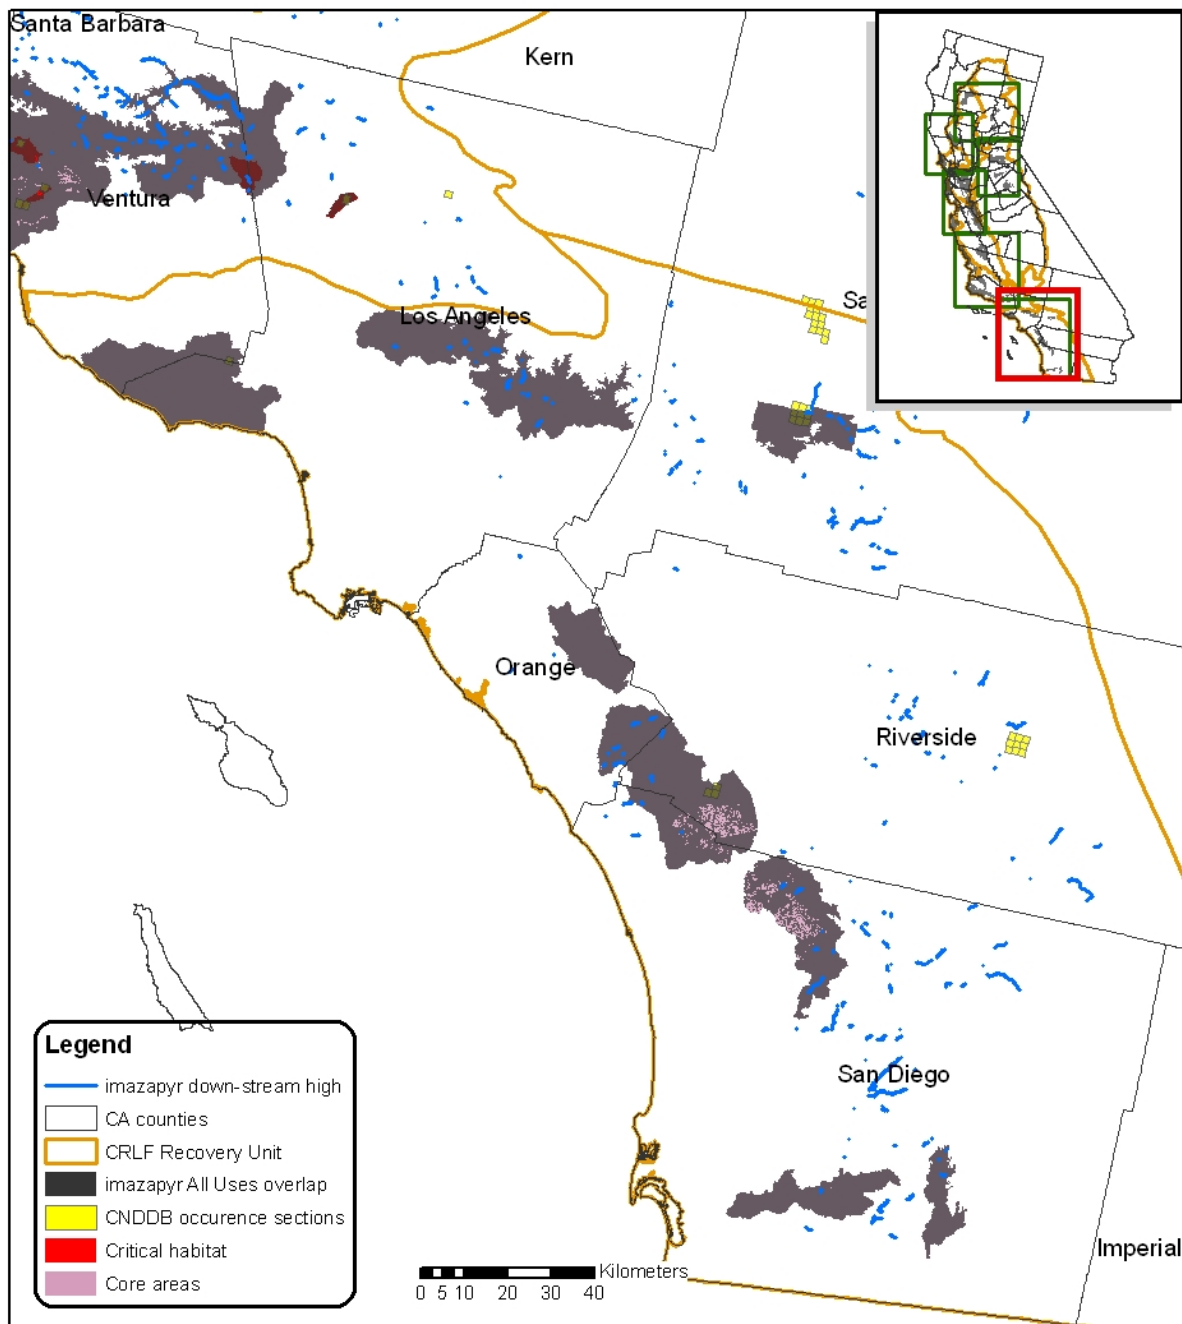 Santa Barbara
Kern
Ventura
Los Angeles
Sa
Orange
Riverside
San Diego
Imperial
Legend
imazapyr down-stream high
CA counties
CRLF Recovery Unit
imazapyr All Uses overlap
CNDDB occurence sections
Critical habitat
Core areas
Kilometers
0 5 10 20 30 40